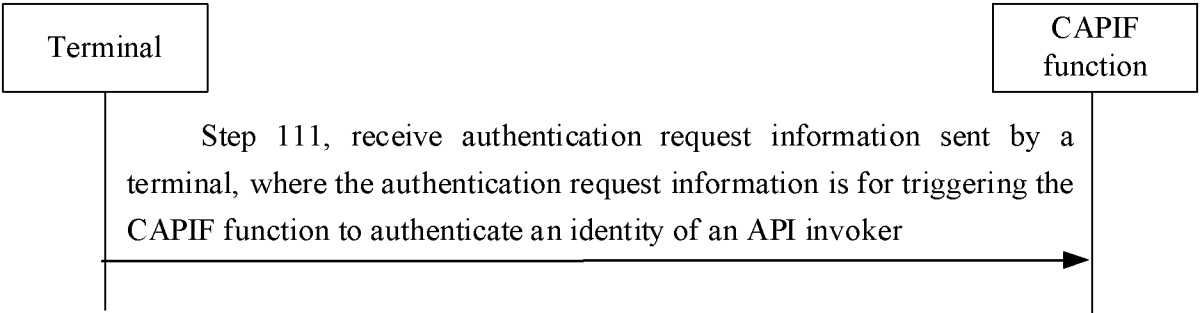 Terminal
CAPIF
function
Step 111, receive authentication request information sent by a
terminal, where the authentication request information is for triggering the
CAPIF function to authenticate an identity of an API invoker